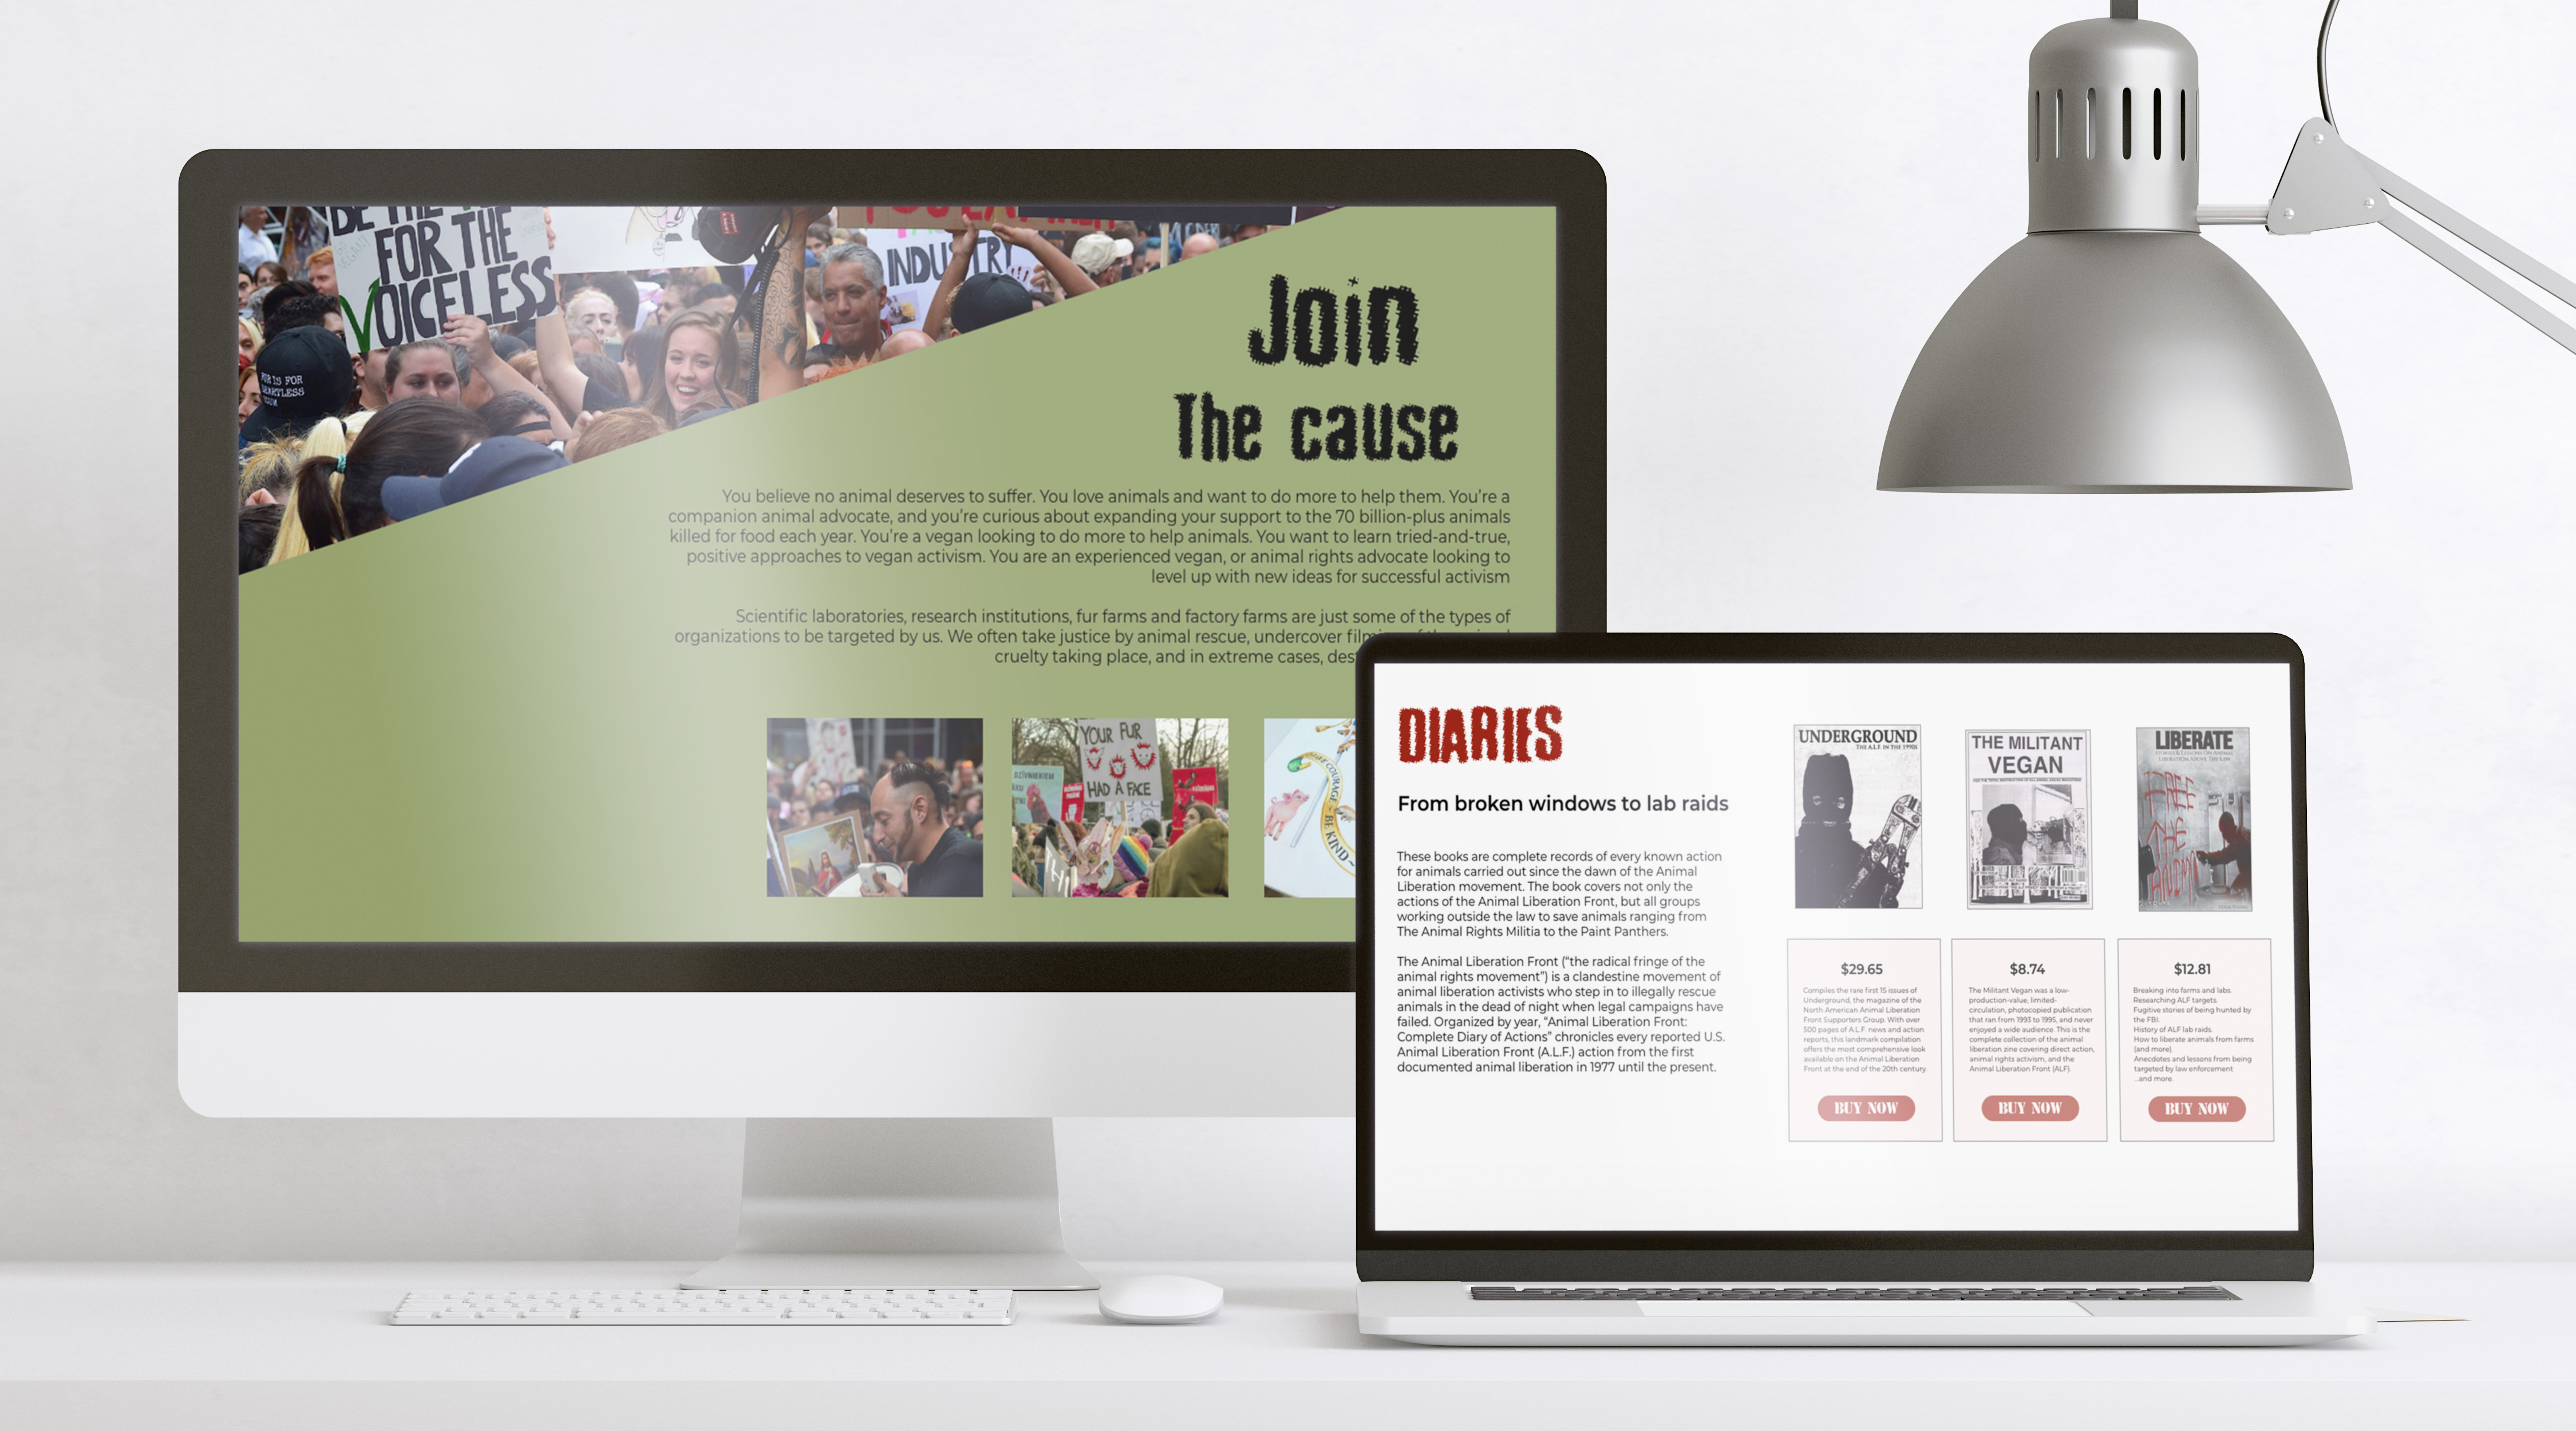 FOR THE
VOICELESS
INDUSTRY
Join
The cause
You believe no animal deserves to suffer. You love animals and want to do more to help them. You're a
companion animal advocate, and you're curious about expanding your support to the 70 billion-plus animals
killed for food each year. You're a vegan looking to do more to help animals. You want to learn tried-and-true,
positive approaches to vegan activism. You are an experienced vegan, or animal rights advocate looking to
level up with new ideas for successful activism
Scientific laboratories, research institutions, fur farms and factory farms are just some of the types of
organizations to be targeted by us. We often take justice by animal rescue, undercover
cruelty taking place, and in extreme cases,
YOUR FUR
HAD A FACE
DZĪVNIEKIEM
COURAGE
BE KIND
DIARIES
From broken windows to lab raids
These books are complete records of every known action
for animals carried out since the dawn of the Animal
Liberation movement. The book covers not only the
actions of the Animal Liberation Front, but all groups
working outside the law to save animals ranging from
The Animal Rights Militia to the Paint Panthers.
The Animal Liberation Front ("the radical fringe of the
animal rights movement") is a clandestine movement of
animal liberation activists who step in to illegally rescue
animals in the dead of night when legal campaigns have
failed. Organized by year, "Animal Liberation Front:
Complete Diary of Actions" chronicles every reported U.S.
Animal Liberation Front (A.L.F.) action from the first
documented animal liberation in 1977 until the present.
UNDERGROUND
THE A.L.F. IN THE 1990S
$29.65
Compiles the rare first 15 issues of
Underground, the magazine of the
North American Animal Liberation
Front Supporters Group. With over
500 pages of A.L.F. news and action
reports, this landmark compilation
offers the most comprehensive look
available on the Animal Liberation
Front at the end of the 20th century.
BUY NOW
THE MILITANT
VEGAN
$8.74
The Militant Vegan was a low-
production-value, limited-
circulation, photocopied publication
that ran from 1993 to 1995, and never
enjoyed a wide audience. This is the
complete collection of the animal
liberation zine covering direct action,
animal rights activism, and the
Animal Liberation Front (ALF).
BUY NOW
LIBERATE
STORIES & LESSONS ON ANIMAL
LIBERATION ABOVE THE LAW
FREE
THE
ANIMA
$12.81
Breaking into farms and labs.
Researching ALF targets.
Fugitive stories of being hunted by
the FBI.
History of ALF lab raids.
How to liberate animals from farms
(and more).
Anecdotes and lessons from being
targeted by law enforcement
...and more.
BUY NOW